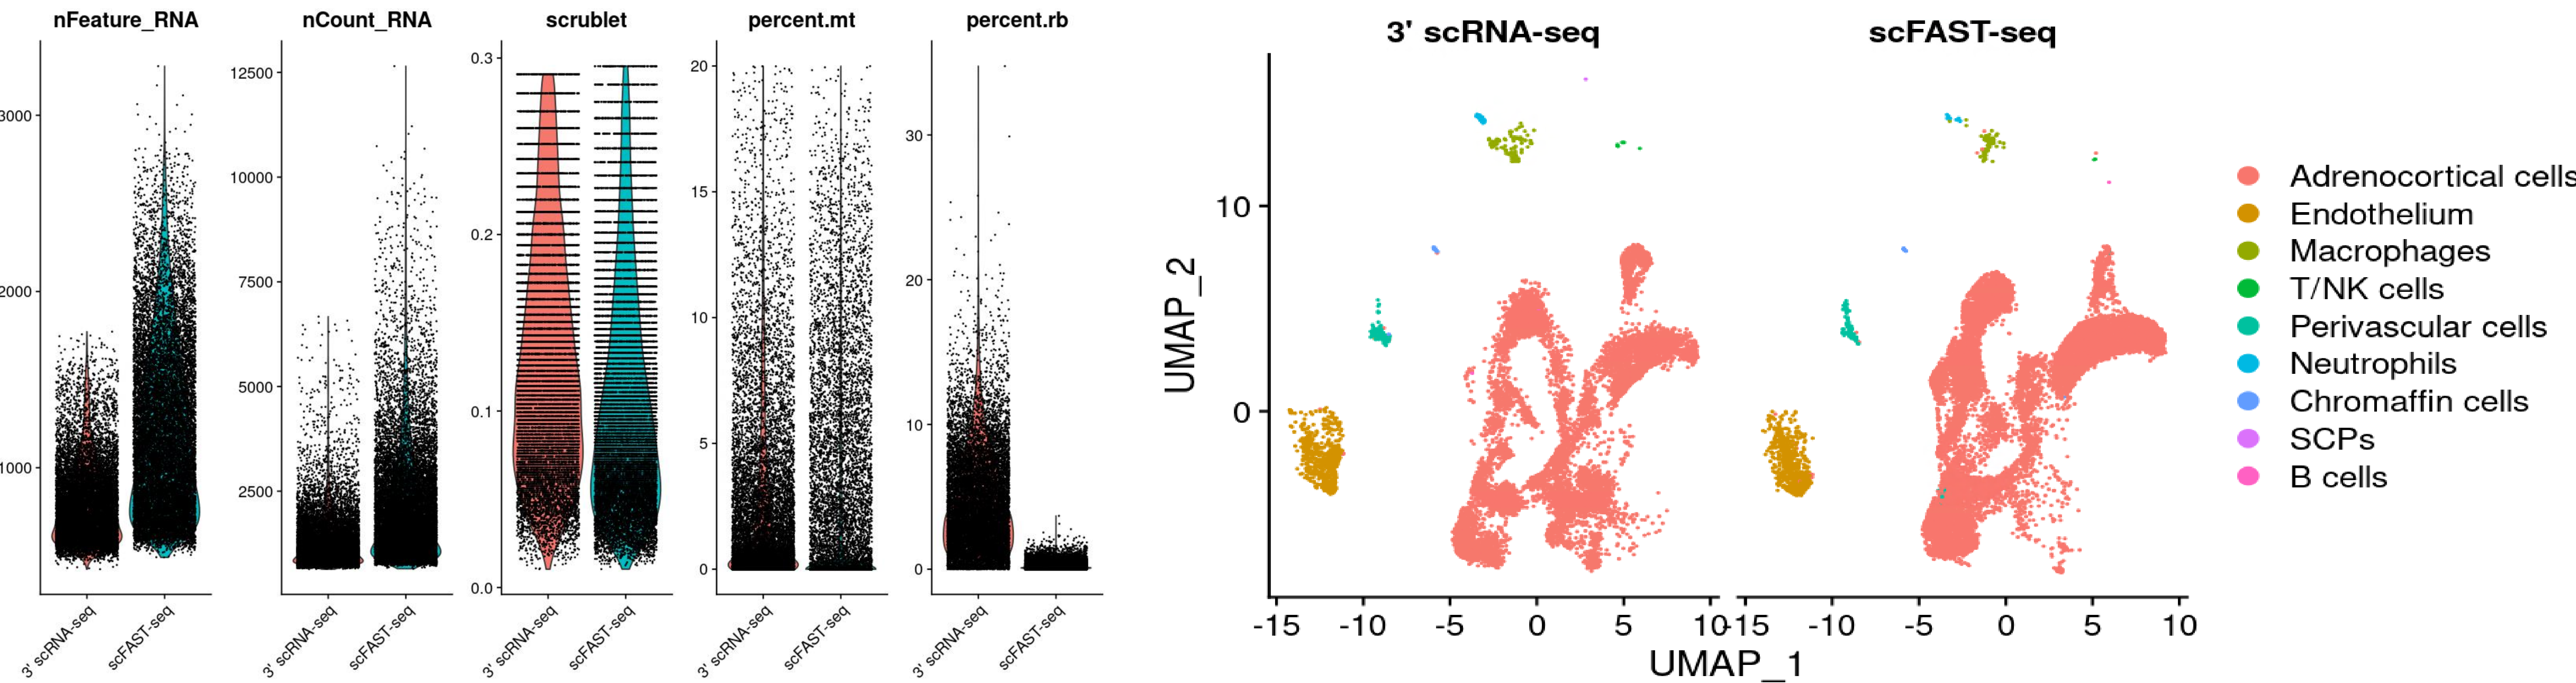 nFeature_RNA
3000
2000
1000
3' scRNA-seq
scFAST-seq
nCount_RNA
12500
10000
7500
5000
2500
3' scRNA-seq
scFAST-seq
scrublet
0.3
0.2
0.1
0.0
3' scRNA-seq
scFAST-seq
percent.mt
20
15
10
5
0
3' scRNA-seq
scFAST-seq
percent.rb
30
20
10
0
3' scRNA-seq
scFAST-seq
3' scRNA-seq
scFAST-seq
UMAP_2
10
0
-15 -10 -5 0 5 10
-15 -10 -5 0 5 10
UMAP_1
Adrenocortical cells
Endothelium
Macrophages
T/NK cells
Perivascular cells
Neutrophils
Chromaffin cells
SCPs
B cells